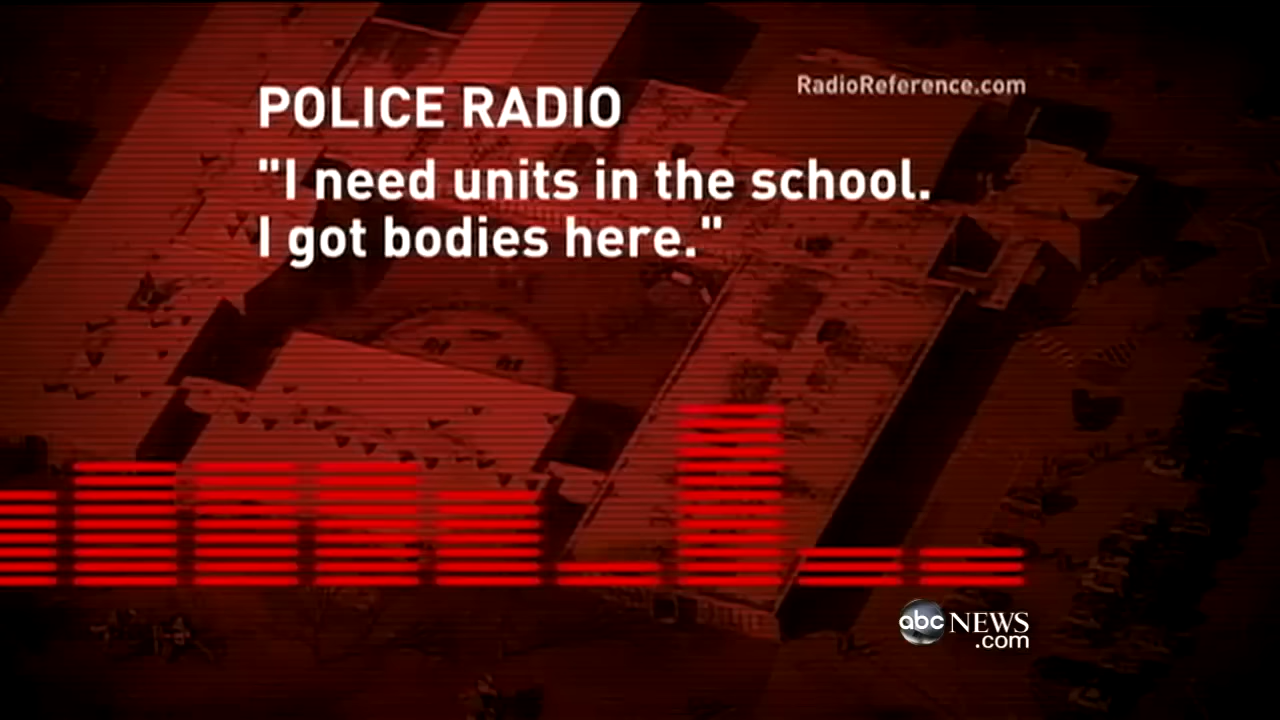 RadioReference.com
POLICE RADIO
"I need units in the school.
I got bodies here."
abc NEWS
.com